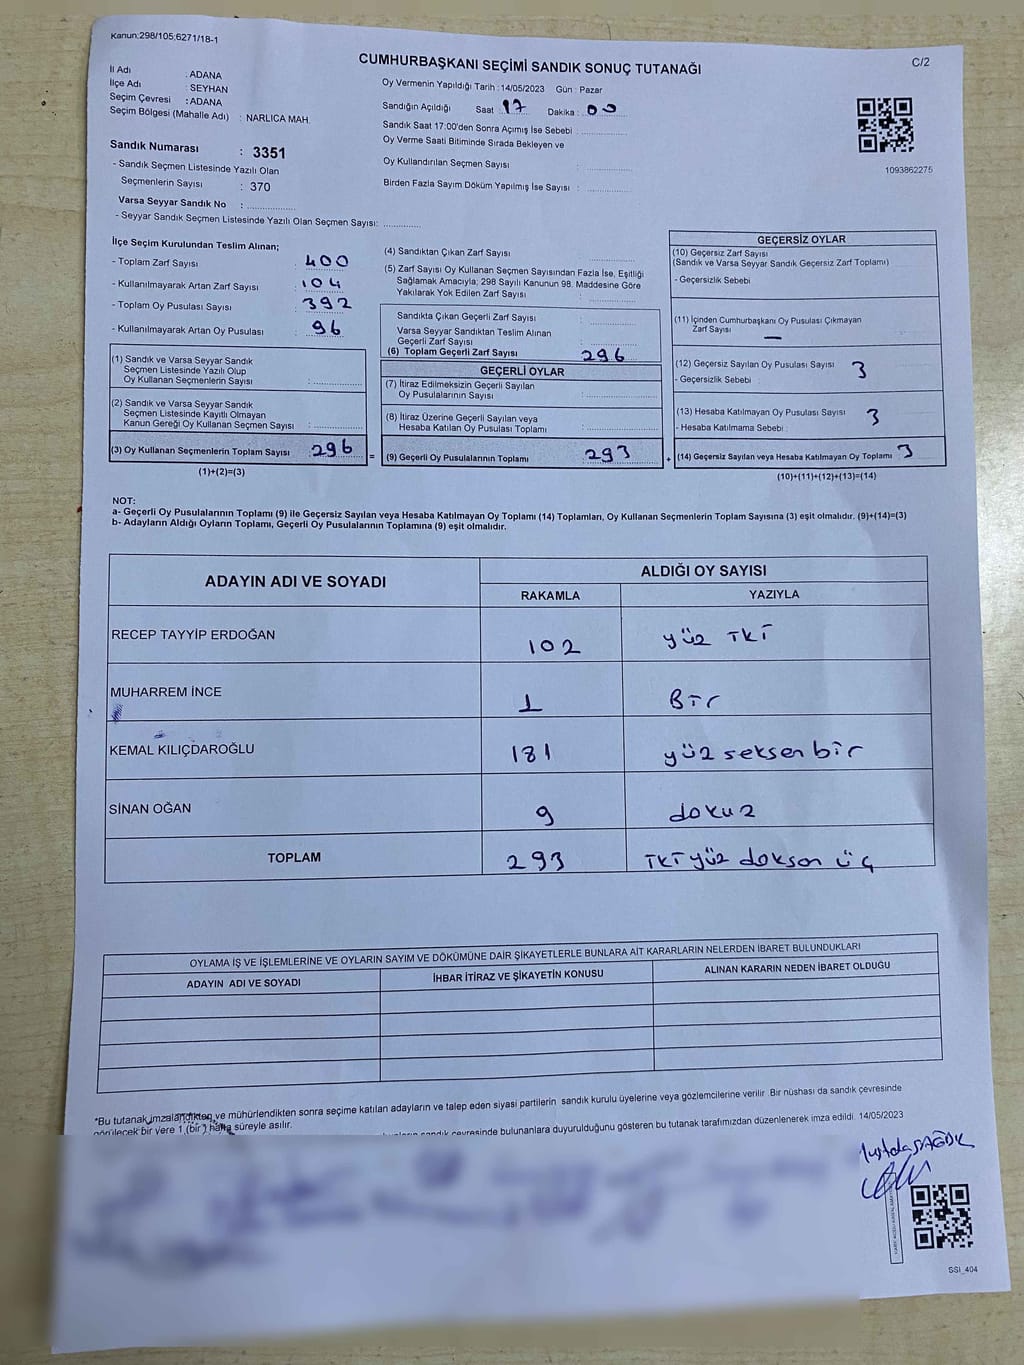 Kanun:298/105;6271/18-1
C/2
CUMHURBAŞKANI SEÇİMİ SANDIK SONUÇ TUTANAĞI
İl Adı : ADANA
İlçe Adı : SEYHAN
Seçim Çevresi : ADANA
Seçim Bölgesi (Mahalle Adı) : NARLICA MAH.
Oy Vermenin Yapıldığı Tarih : 14/05/2023 Gün : Pazar
Sandığın Açıldığı Saat : 17 Dakika : 00
Sandık Saat 17:00'den Sonra Açımış İse Sebebi :
Oy Verme Saati Bitiminde Sırada Bekleyen ve
Oy Kullandırılan Seçmen Sayısı :
Birden Fazla Sayım Döküm Yapılmış İse Sayısı :
1093862275
Sandık Numarası : 3351
- Sandık Seçmen Listesinde Yazılı Olan
Seçmenlerin Sayısı : 370
Varsa Seyyar Sandık No :
- Seyyar Sandık Seçmen Listesinde Yazılı Olan Seçmen Sayısı:
İlçe Seçim Kurulundan Teslim Alınan;
- Toplam Zarf Sayısı : 400
- Kullanılmayarak Artan Zarf Sayısı : 104
- Toplam Oy Pusulası Sayısı : 392
- Kullanılmayarak Artan Oy Pusulası : 96
(1) Sandık ve Varsa Seyyar Sandık
Seçmen Listesinde Yazılı Olup
Oy Kullanan Seçmenlerin Sayısı :
(2) Sandık ve Varsa Seyyar Sandık
Seçmen Listesinde Kayıtlı Olmayan
Kanun Gereği Oy Kullanan Seçmen Sayısı :
(3) Oy Kullanan Seçmenlerin Toplam Sayısı : 296
(1)+(2)=(3)
(4) Sandıktan Çıkan Zarf Sayısı :
(5) Zarf Sayısı Oy Kullanan Seçmen Sayısından Fazla İse, Eşitliği
Sağlamak Amacıyla; 298 Sayılı Kanunun 98. Maddesine Göre
Yakılarak Yok Edilen Zarf Sayısı :
Sandıkta Çıkan Geçerli Zarf Sayısı :
Varsa Seyyar Sandıktan Teslim Alınan
Geçerli Zarf Sayısı :
(6) Toplam Geçerli Zarf Sayısı : 296
GEÇERLİ OYLAR
(7) İtiraz Edilmeksizin Geçerli Sayılan
Oy Pusulalarının Sayısı :
(8) İtiraz Üzerine Geçerli Sayılan veya
Hesaba Katılan Oy Pusulası Toplamı :
= (9) Geçerli Oy Pusulalarının Toplamı : 293 +
GEÇERSİZ OYLAR
(10) Geçersiz Zarf Sayısı :
(Sandık ve Varsa Seyyar Sandık Geçersiz Zarf Toplamı)
- Geçersizlik Sebebi :
(11) İçinden Cumhurbaşkanı Oy Pusulası Çıkmayan
Zarf Sayısı : —
(12) Geçersiz Sayılan Oy Pusulası Sayısı : 3
- Geçersizlik Sebebi :
(13) Hesaba Katılmayan Oy Pusulası Sayısı : 3
- Hesaba Katılmama Sebebi :
(14) Geçersiz Sayılan veya Hesaba Katılmayan Oy Toplamı : 3
(10)+(11)+(12)+(13)=(14)
NOT:
a- Geçerli Oy Pusulalarının Toplamı (9) ile Geçersiz Sayılan veya Hesaba Katılmayan Oy Toplamı (14) Toplamları, Oy Kullanan Seçmenlerin Toplam Sayısına (3) eşit olmalıdır. (9)+(14)=(3)
b- Adayların Aldığı Oyların Toplamı, Geçerli Oy Pusulalarının Toplamına (9) eşit olmalıdır.
ADAYIN ADI VE SOYADI ALDIĞI OY SAYISI
RAKAMLA YAZIYLA
RECEP TAYYİP ERDOĞAN 102 yüz iki
MUHARREM İNCE 1 Bir
KEMAL KILIÇDAROĞLU 181 yüz seksen bir
SİNAN OĞAN 9 dokuz
TOPLAM 293 iki yüz doksan üç
OYLAMA İŞ VE İŞLEMLERİNE VE OYLARIN SAYIM VE DÖKÜMÜNE DAİR ŞİKAYETLERLE BUNLARA AİT KARARLARIN NELERDEN İBARET BULUNDUKLARI
ADAYIN ADI VE SOYADI İHBAR İTİRAZ VE ŞİKAYETİN KONUSU ALINAN KARARIN NEDEN İBARET OLDUĞU
*Bu tutanak imzalandıkten ve mühürlendikten sonra seçime katılan adayların ve talep eden siyasi partilerin sandık kurulu üyelerine veya gözlemcilerine verilir. Bir nüshası da sandık çevresinde
görülecek bir yere 1 (bir) hafta süreyle asılır.
sandık çevresinde bulunanlara duyurulduğunu gösteren bu tutanak tarafımızdan düzenlenerek imza edildi. 14/05/2023
SSI_404